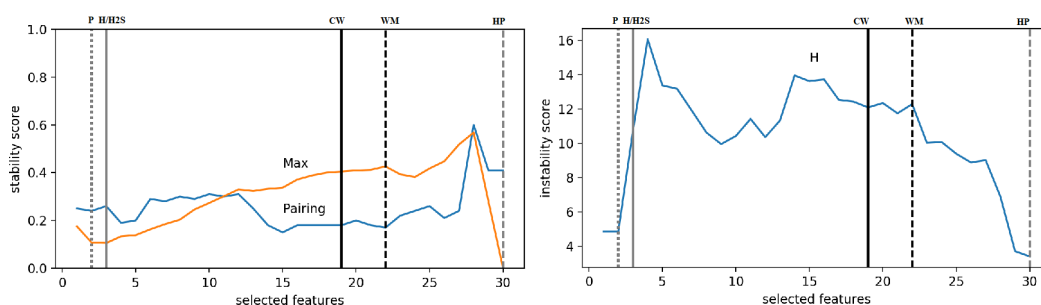 P H/H2S CW WM HP
1.0
0.8
0.6
0.4
0.2
0.0
stability score
Max
Pairing
0 5 10 15 20 25 30
selected features
P H/H2S CW WM HP
16
14
12
10
8
6
4
instability score
H
0 5 10 15 20 25 30
selected features